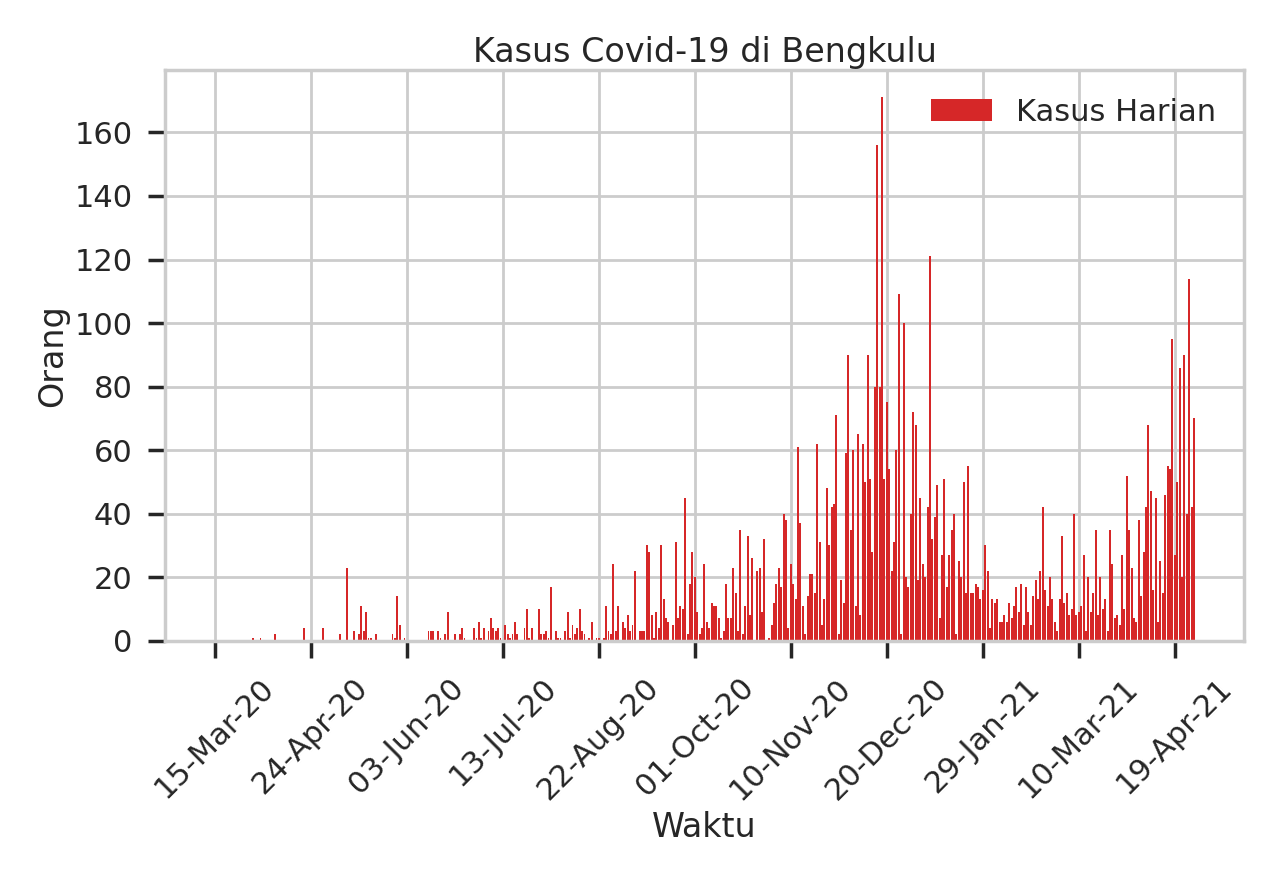 Kasus Covid-19 di Bengkulu
Kasus Harian
Orang
160
140
120
100
80
60
40
20
0
15-Mar-20
24-Apr-20
03-Jun-20
13-Jul-20
22-Aug-20
01-Oct-20
10-Nov-20
20-Dec-20
29-Jan-21
10-Mar-21
19-Apr-21
Waktu